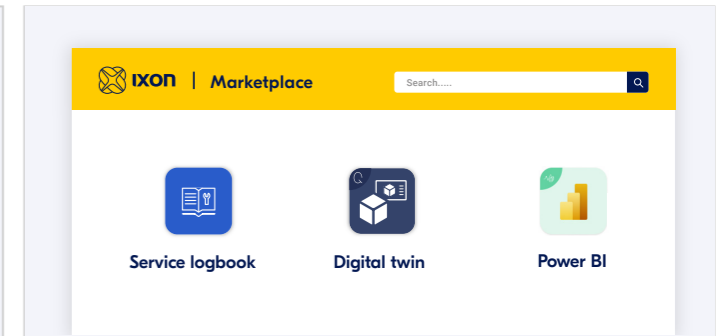 IXON | Marketplace
Search.....
Service logbook
Digital twin
Power BI